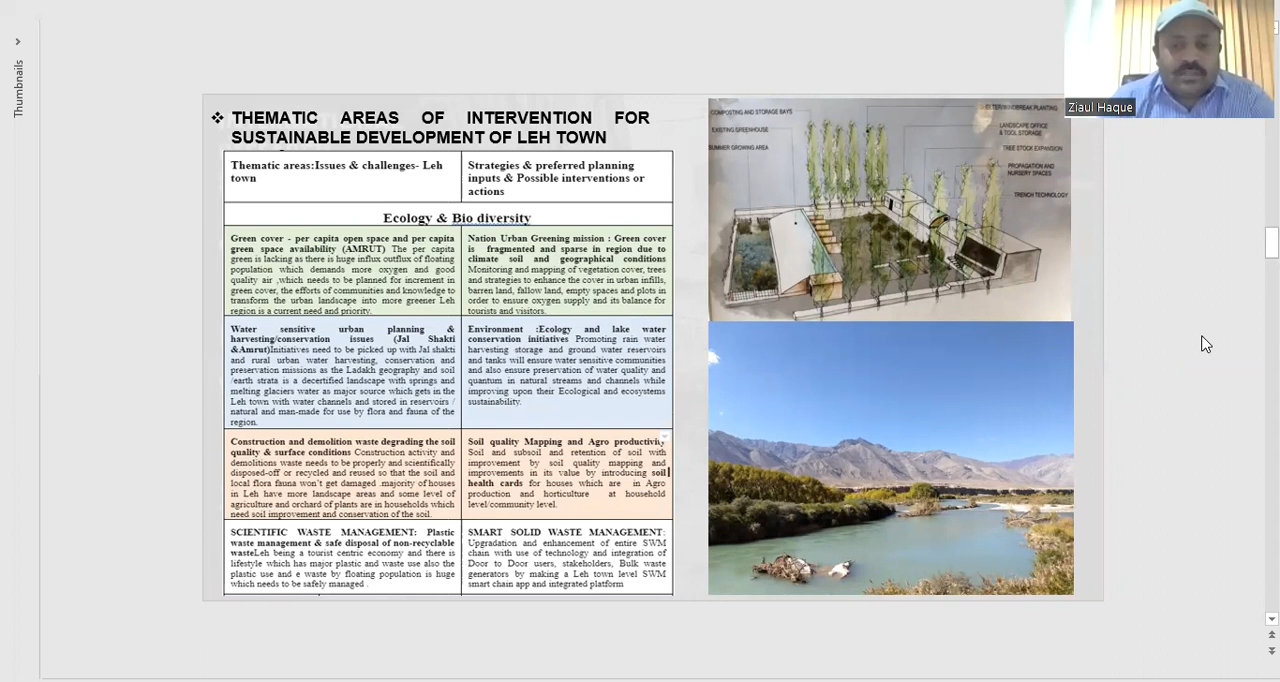 Thumbnails
❖ THEMATIC AREAS OF INTERVENTION FOR
SUSTAINABLE DEVELOPMENT OF LEH TOWN
Thematic areas:Issues & challenges- Leh
town
Strategies & preferred planning
inputs & Possible interventions or
actions
Ecology & Bio diversity
Green cover - per capita open space and per capita
green space availability (AMRUT) The per capita
green is lacking as there is huge influx outflux of floating
population which demands more oxygen and good
quality air ,which needs to be planned for increment in
green cover, the efforts of communities and knowledge to
transform the urban landscape into more greener Leh
region is a current need and priority.
Nation Urban Greening mission : Green cover
is fragmented and sparse in region due to
climate soil and geographical conditions
Monitoring and mapping of vegetation cover, trees
and strategies to enhance the cover in urban infills,
barren land, fallow land, empty spaces and plots in
order to ensure oxygen supply and its balance for
tourists and visitors.
Water sensitive urban planning &
harvesting/conservation issues (Jal Shakti
&Amrut)Initiatives need to be picked up with Jal shakti
and rural urban water harvesting, conservation and
preservation missions as the Ladakh geography and soil
/earth strata is a decertified landscape with springs and
melting glaciers water as major source which gets in the
Leh town with water channels and stored in reservoirs /
natural and man-made for use by flora and fauna of the
region.
Environment :Ecology and lake water
conservation initiatives Promoting rain water
harvesting storage and ground water reservoirs
and tanks will ensure water sensitive communities
and also ensure preservation of water quality and
quantum in natural streams and channels while
improving upon their Ecological and ecosystems
sustainability.
Construction and demolition waste degrading the soil
quality & surface conditions Construction activity and
demolitions waste needs to be properly and scientifically
disposed-off or recycled and reused so that the soil and
local flora fauna won't get damaged .majority of houses
in Leh have more landscape areas and some level of
agriculture and orchard of plants are in households which
need soil improvement and conservation of the soil.
Soil quality Mapping and Agro productivity
Soil and subsoil and retention of soil with
improvement by soil quality mapping and
improvements in its value by introducing soil
health cards for houses which are in Agro
production and horticulture at household
level/community level.
SCIENTIFIC WASTE MANAGEMENT: Plastic
waste management & safe disposal of non-recyclable
wasteLeh being a tourist centric economy and there is
lifestyle which has major plastic and waste use also the
plastic use and e waste by floating population is huge
which needs to be safely managed .
SMART SOLID WASTE MANAGEMENT:
Upgradation and enhancement of entire SWM
chain with use of technology and integration of
Door to Door users, stakeholders, Bulk waste
generators by making a Leh town level SWM
smart chain app and integrated platform
COMPOSTING AND STORAGE BAYS
EXISTING GREENHOUSE
SUMMER GROWING AREA
WINDBREAK PLANTING
LANDSCAPE OFFICE
& TOOL STORAGE
TREE STOCK EXPANSION
PROPAGATION AND
NURSERY SPACES
TRENCH TECHNOLOGY
Ziaul Haque